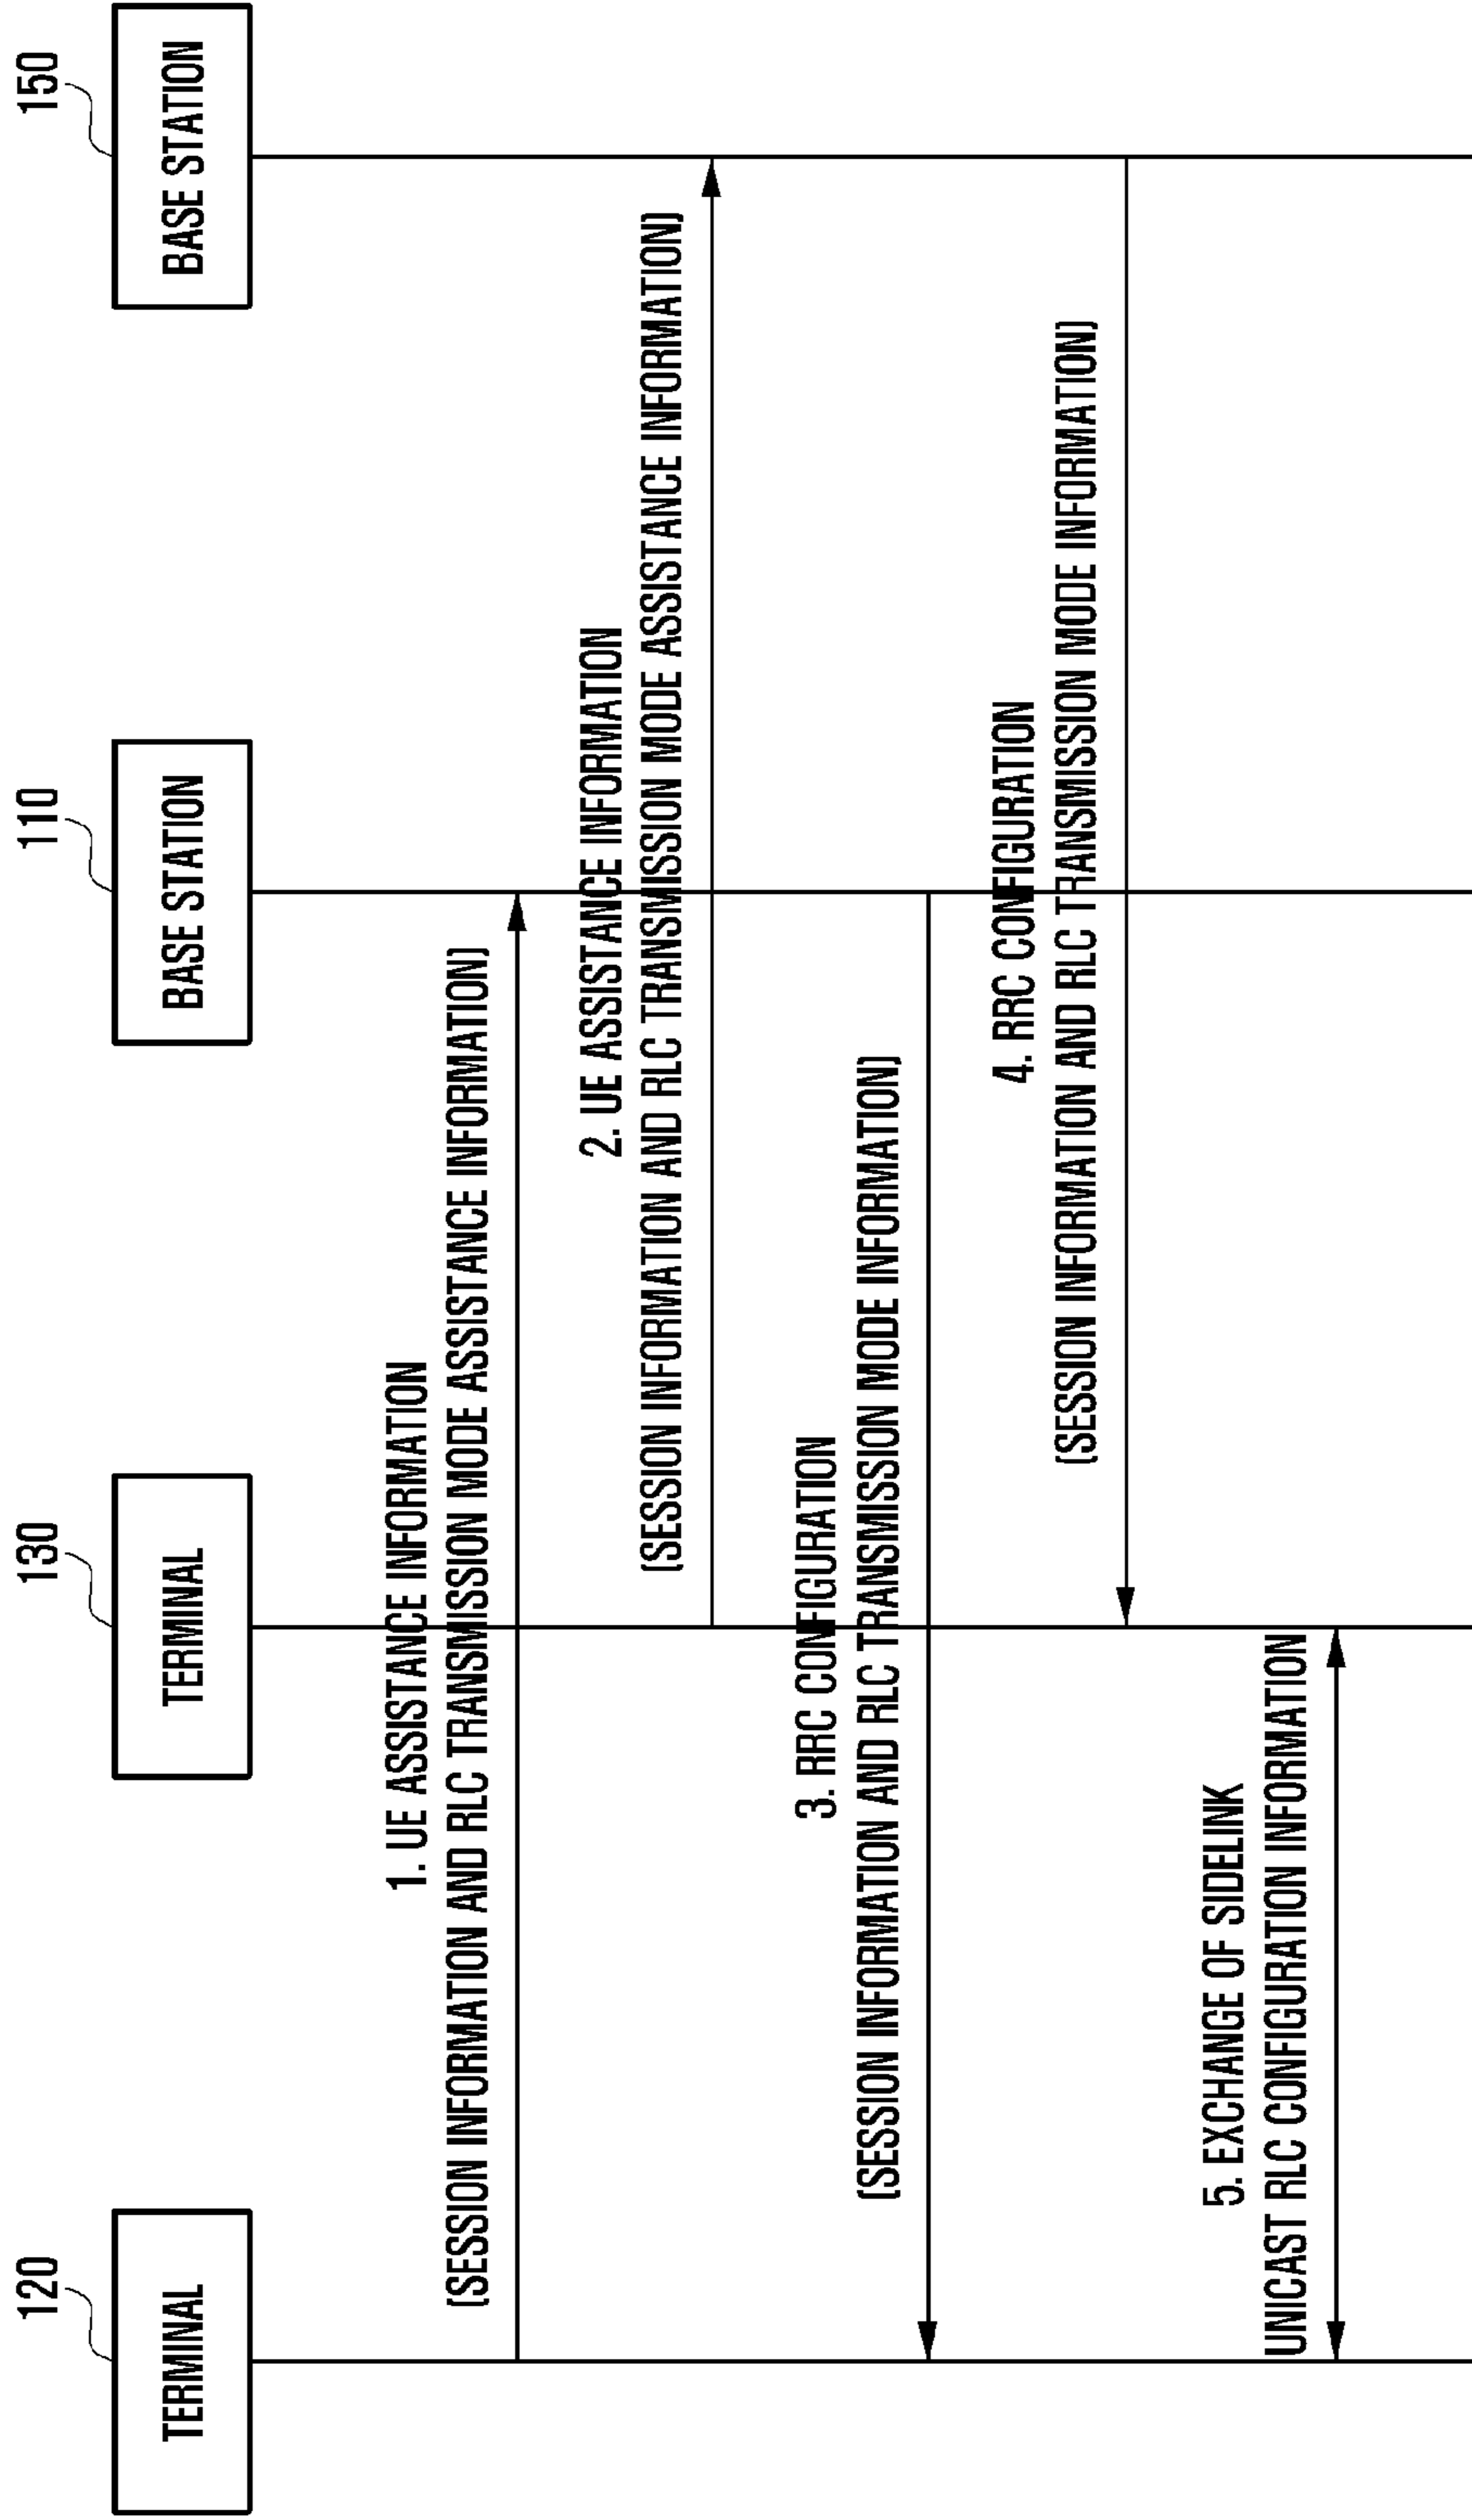 120
130
110
150
TERMINAL
TERMINAL
BASE STATION
BASE STATION
1. UE ASSISTANCE INFORMATION
(SESSION INFORMATION AND RLC TRANSMISSION MODE ASSISTANCE INFORMATION)
2. UE ASSISTANCE INFORMATION
(SESSION INFORMATION AND RLC TRANSMISSION MODE ASSISTANCE INFORMATION)
3. RRC CONFIGURATION
(SESSION INFORMATION AND RLC TRANSMISSION MODE INFORMATION)
4. RRC CONFIGURATION
(SESSION INFORMATION AND RLC TRANSMISSION MODE INFORMATION)
5. EXCHANGE OF SIDELINK
UNICAST RLC CONFIGURATION INFORMATION